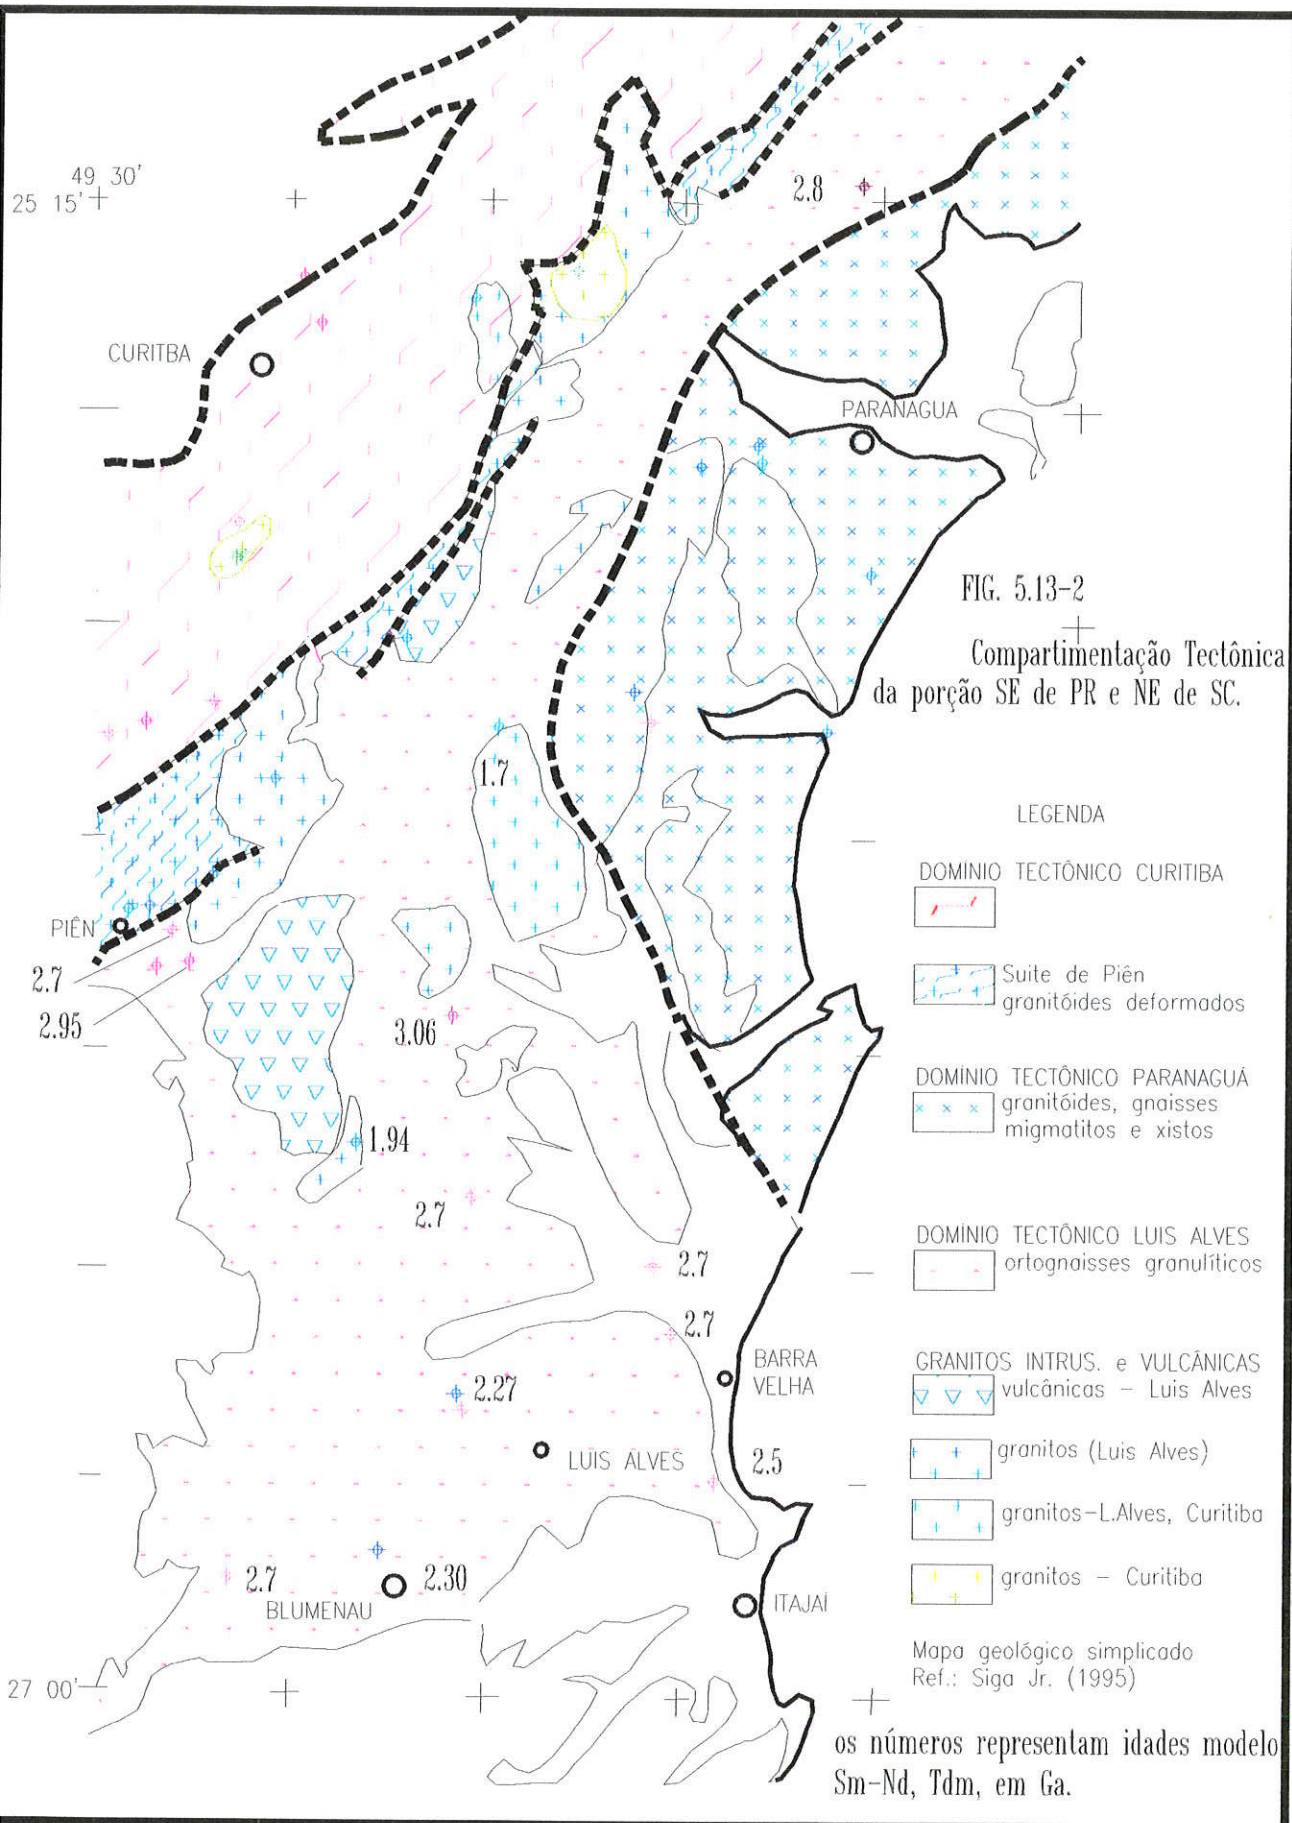 49 30'
25 15'
2.8
CURITBA
PARANAGUA
FIG. 5.13-2
Compartimentação Tectônica
da porção SE de PR e NE de SC.
1.7
LEGENDA
DOMÍNIO TECTÔNICO CURITIBA
PIÊN
2.7
Suite de Piên
granitóides deformados
2.95
3.06
DOMÍNIO TECTÔNICO PARANAGUÁ
granitóides, gnaisses
migmatitos e xistos
1.94
2.7
DOMÍNIO TECTÔNICO LUIS ALVES
ortognaisses granulíticos
2.7
2.7
BARRA
VELHA
GRANITOS INTRUS. e VULCÂNICAS
vulcânicas - Luis Alves
2.27
LUIS ALVES
2.5
granitos (Luis Alves)
granitos-L.Alves, Curitiba
2.7
2.30
granitos - Curitiba
BLUMENAU
ITAJAÍ
Mapa geológico simplicado
Ref.: Siga Jr. (1995)
27 00'
os números representam idades modelo
Sm-Nd, Tdm, em Ga.